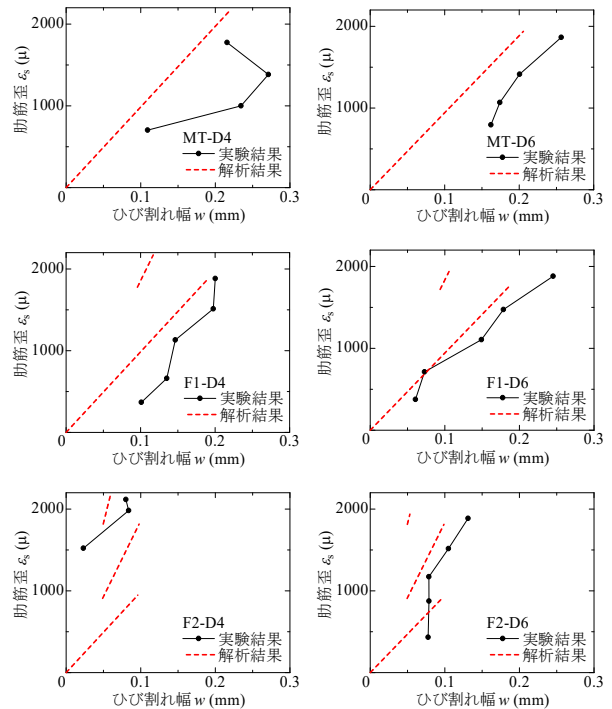 2000
1000
0
0.1
0.2
0.3
肋筋歪 εs (μ)
ひび割れ幅 w (mm)
MT-D4
実験結果
解析結果
2000
1000
0
0.1
0.2
0.3
肋筋歪 εs (μ)
ひび割れ幅 w (mm)
MT-D6
実験結果
解析結果
2000
1000
0
0.1
0.2
0.3
肋筋歪 εs (μ)
ひび割れ幅 w (mm)
F1-D4
実験結果
解析結果
2000
1000
0
0.1
0.2
0.3
肋筋歪 εs (μ)
ひび割れ幅 w (mm)
F1-D6
実験結果
解析結果
2000
1000
0
0.1
0.2
0.3
肋筋歪 εs (μ)
ひび割れ幅 w (mm)
F2-D4
実験結果
解析結果
2000
1000
0
0.1
0.2
0.3
肋筋歪 εs (μ)
ひび割れ幅 w (mm)
F2-D6
実験結果
解析結果